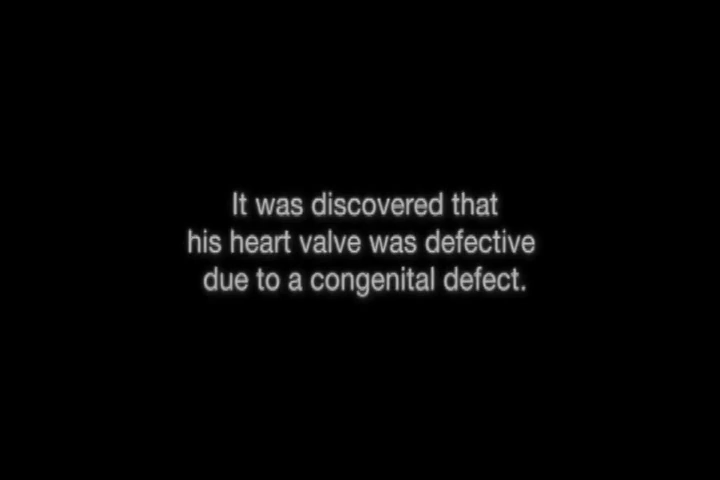 It was discovered that
his heart valve was defective
due to a congenital defect.